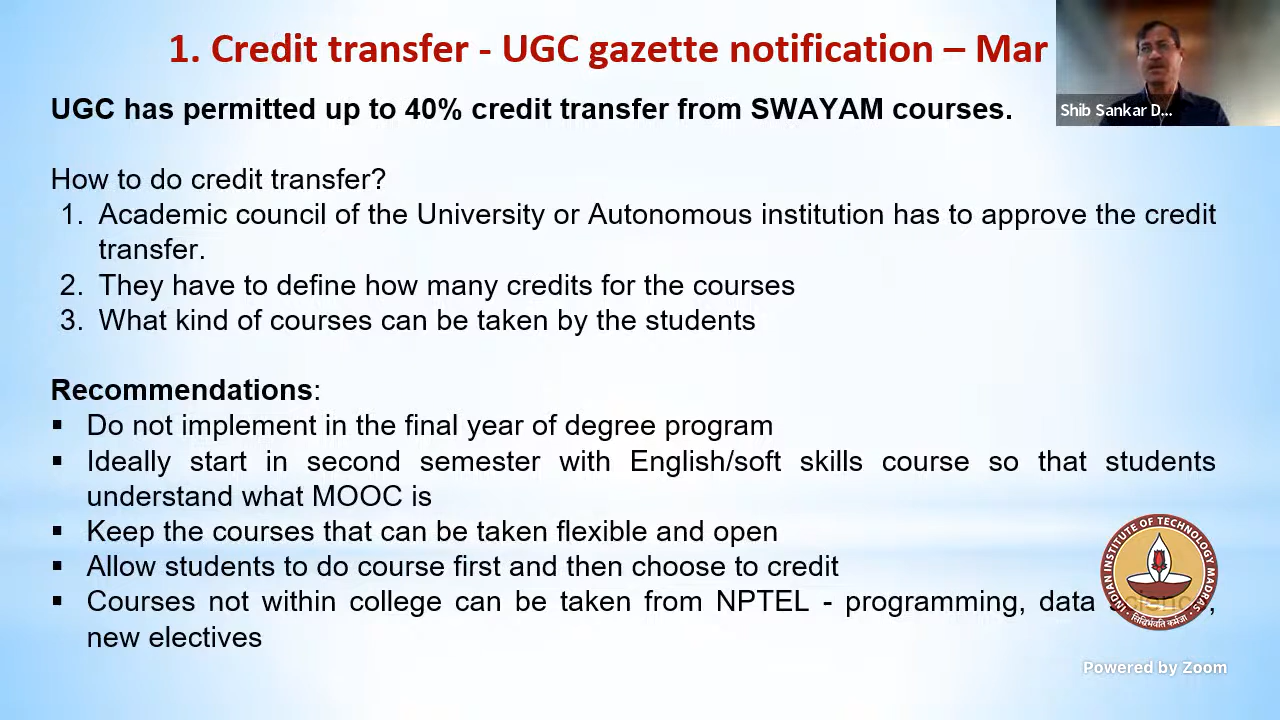 1. Credit transfer - UGC gazette notification – Mar
Shib Sankar D...
UGC has permitted up to 40% credit transfer from SWAYAM courses.
How to do credit transfer?
1. Academic council of the University or Autonomous institution has to approve the credit
transfer.
2. They have to define how many credits for the courses
3. What kind of courses can be taken by the students
Recommendations:
▪ Do not implement in the final year of degree program
▪ Ideally start in second semester with English/soft skills course so that students
understand what MOOC is
▪ Keep the courses that can be taken flexible and open
▪ Allow students to do course first and then choose to credit
▪ Courses not within college can be taken from NPTEL - programming, data science,
new electives
INDIAN INSTITUTE OF TECHNOLOGY MADRAS
सिद्धिर्भवति कर्मजा
Powered by Zoom